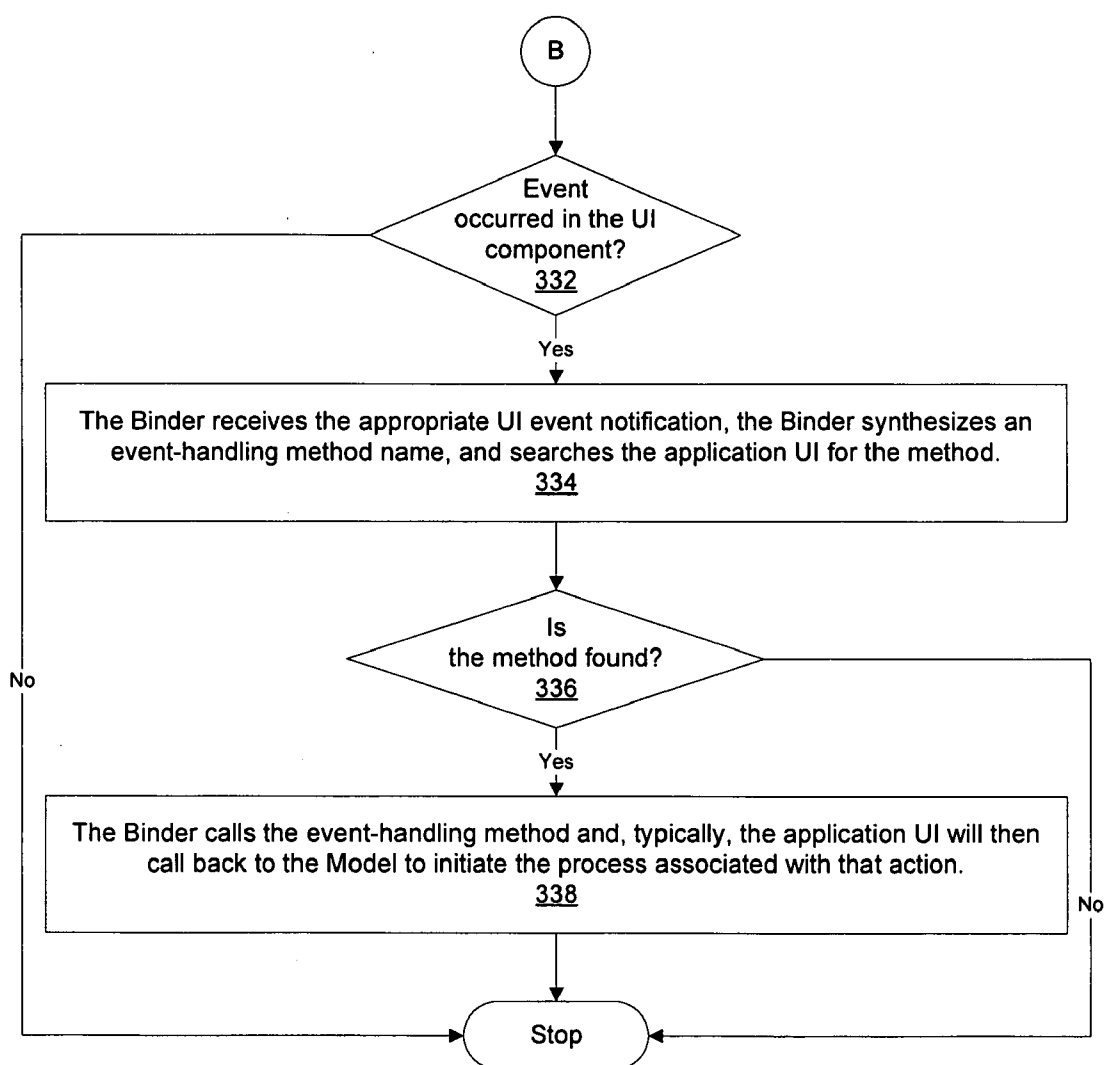 B
Event
occurred in the UI
component?
332
Yes
The Binder receives the appropriate UI event notification, the Binder synthesizes an
event-handling method name, and searches the application UI for the method.
334
Is
the method found?
336
No
Yes
The Binder calls the event-handling method and, typically, the application UI will then
call back to the Model to initiate the process associated with that action.
338
No
Stop